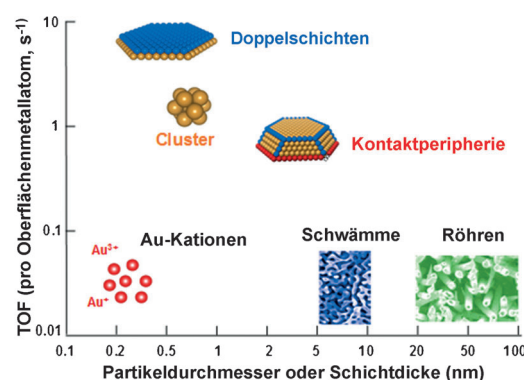 TOF (pro Oberflächenmetallatom, s⁻¹)
10
1
0.1
0.01
Doppelschichten
Cluster
Kontaktperipherie
Au-Kationen
Schwämme
Röhren
Au³⁺
Au⁺
0.1
0.2
0.5
1
2
5
10
20
50
100
Partikeldurchmesser oder Schichtdicke (nm)